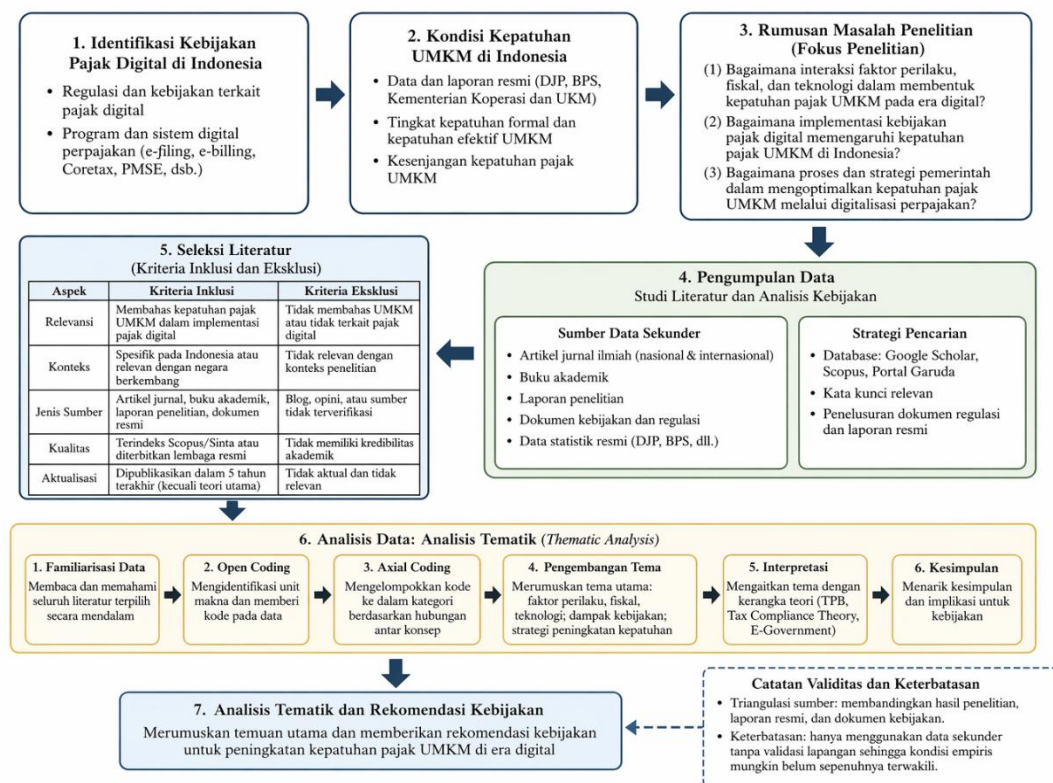 1. Identifikasi Kebijakan
Pajak Digital di Indonesia
• Regulasi dan kebijakan terkait
pajak digital
• Program dan sistem digital
perpajakan (e-filing, e-billing,
Coretax, PMSE, dsb.)
2. Kondisi Kepatuhan
UMKM di Indonesia
• Data dan laporan resmi (DJP, BPS,
Kementerian Koperasi dan UKM)
• Tingkat kepatuhan formal dan
kepatuhan efektif UMKM
• Kesenjangan kepatuhan pajak
UMKM
3. Rumusan Masalah Penelitian
(Fokus Penelitian)
(1) Bagaimana interaksi faktor perilaku,
fiskal, dan teknologi dalam membentuk
kepatuhan pajak UMKM pada era digital?
(2) Bagaimana implementasi kebijakan
pajak digital memengaruhi kepatuhan
pajak UMKM di Indonesia?
(3) Bagaimana proses dan strategi pemerintah
dalam mengoptimalkan kepatuhan pajak
UMKM melalui digitalisasi perpajakan?
4. Pengumpulan Data
Studi Literatur dan Analisis Kebijakan
Sumber Data Sekunder
• Artikel jurnal ilmiah (nasional & internasional)
• Buku akademik
• Laporan penelitian
• Dokumen kebijakan dan regulasi
• Data statistik resmi (DJP, BPS, dll.)
Strategi Pencarian
• Database: Google Scholar,
Scopus, Portal Garuda
• Kata kunci relevan
• Penelusuran dokumen regulasi
dan laporan resmi
5. Seleksi Literatur
(Kriteria Inklusi dan Eksklusi)
Aspek Kriteria Inklusi Kriteria Eksklusi
Relevansi
Membahas kepatuhan pajak
UMKM dalam implementasi
pajak digital
Tidak membahas UMKM
atau tidak terkait pajak
digital
Konteks
Spesifik pada Indonesia atau
relevan dengan negara
berkembang
Tidak relevan dengan
konteks penelitian
Jenis Sumber
Artikel jurnal, buku akademik,
laporan penelitian, dokumen
resmi
Blog, opini, atau sumber
tidak terverifikasi
Kualitas
Terindeks Scopus/Sinta atau
diterbitkan lembaga resmi
Tidak memiliki kredibilitas
akademik
Aktualisasi
Dipublikasikan dalam 5 tahun
terakhir (kecuali teori utama)
Tidak aktual dan tidak
relevan
6. Analisis Data: Analisis Tematik (Thematic Analysis)
1. Familiarisasi Data
Membaca dan memahami
seluruh literatur terpilih
secara mendalam
2. Open Coding
Mengidentifikasi unit
makna dan memberi
kode pada data
3. Axial Coding
Mengelompokkan kode
ke dalam kategori
berdasarkan hubungan
antar konsep
4. Pengembangan Tema
Merumuskan tema utama:
faktor perilaku, fiskal,
teknologi; dampak kebijakan;
strategi peningkatan kepatuhan
5. Interpretasi
Mengaitkan tema dengan
kerangka teori (TPB,
Tax Compliance Theory,
E-Government)
6. Kesimpulan
Menarik kesimpulan
dan implikasi untuk
kebijakan
7. Analisis Tematik dan Rekomendasi Kebijakan
Merumuskan temuan utama dan memberikan rekomendasi kebijakan
untuk peningkatan kepatuhan pajak UMKM di era digital
Catatan Validitas dan Keterbatasan
• Triangulasi sumber: membandingkan hasil penelitian,
laporan resmi, dan dokumen kebijakan.
• Keterbatasan: hanya menggunakan data sekunder
tanpa validasi lapangan sehingga kondisi empiris
mungkin belum sepenuhnya terwakili.